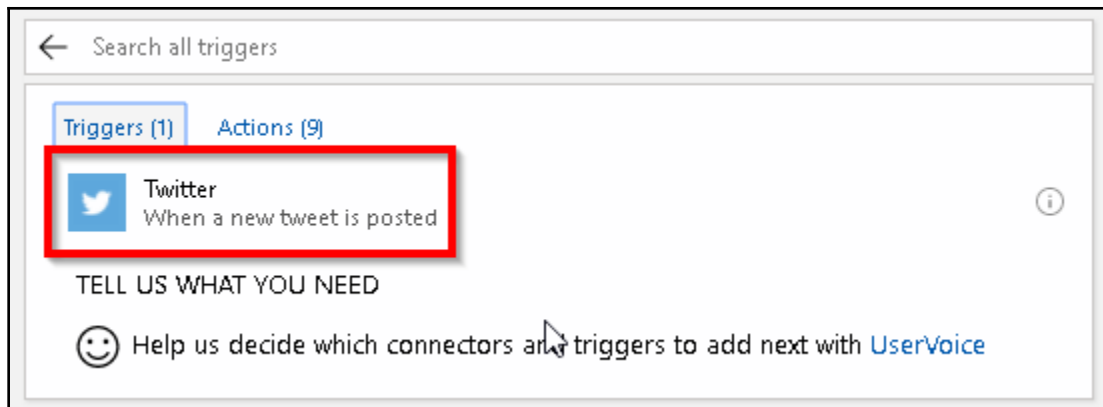 Search all triggers
Triggers (1) Actions (9)
Twitter
When a new tweet is posted
TELL US WHAT YOU NEED
Help us decide which connectors and triggers to add next with UserVoice